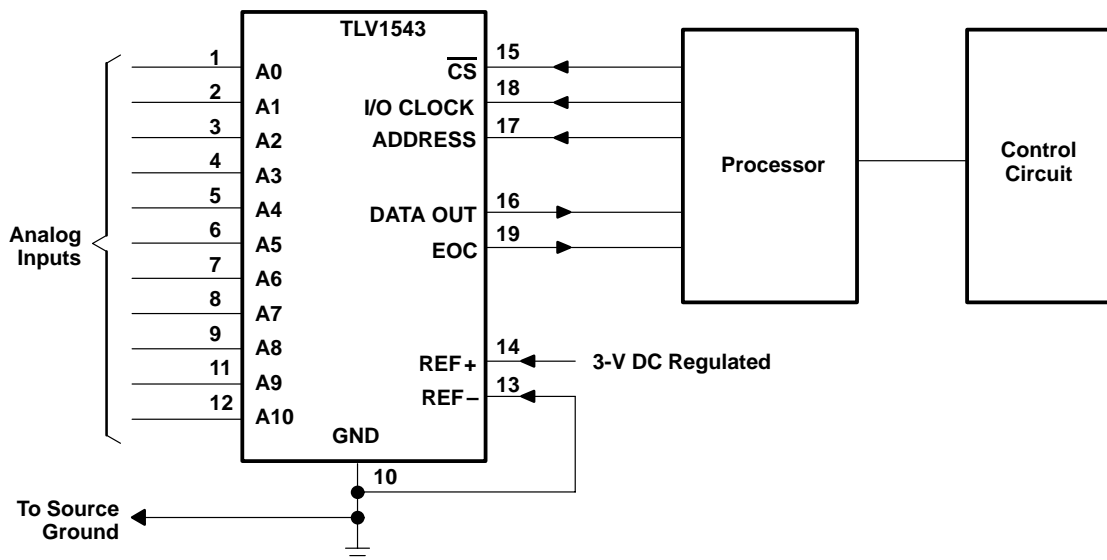 TLV1543
1
A0
2
A1
3
A2
4
A3
5
A4
6
A5
7
A6
8
A7
9
A8
11
A9
12
A10
Analog
Inputs
15
CS
18
I/O CLOCK
17
ADDRESS
16
DATA OUT
19
EOC
14
REF+
3-V DC Regulated
13
REF–
GND
10
To Source
Ground
Processor
Control
Circuit